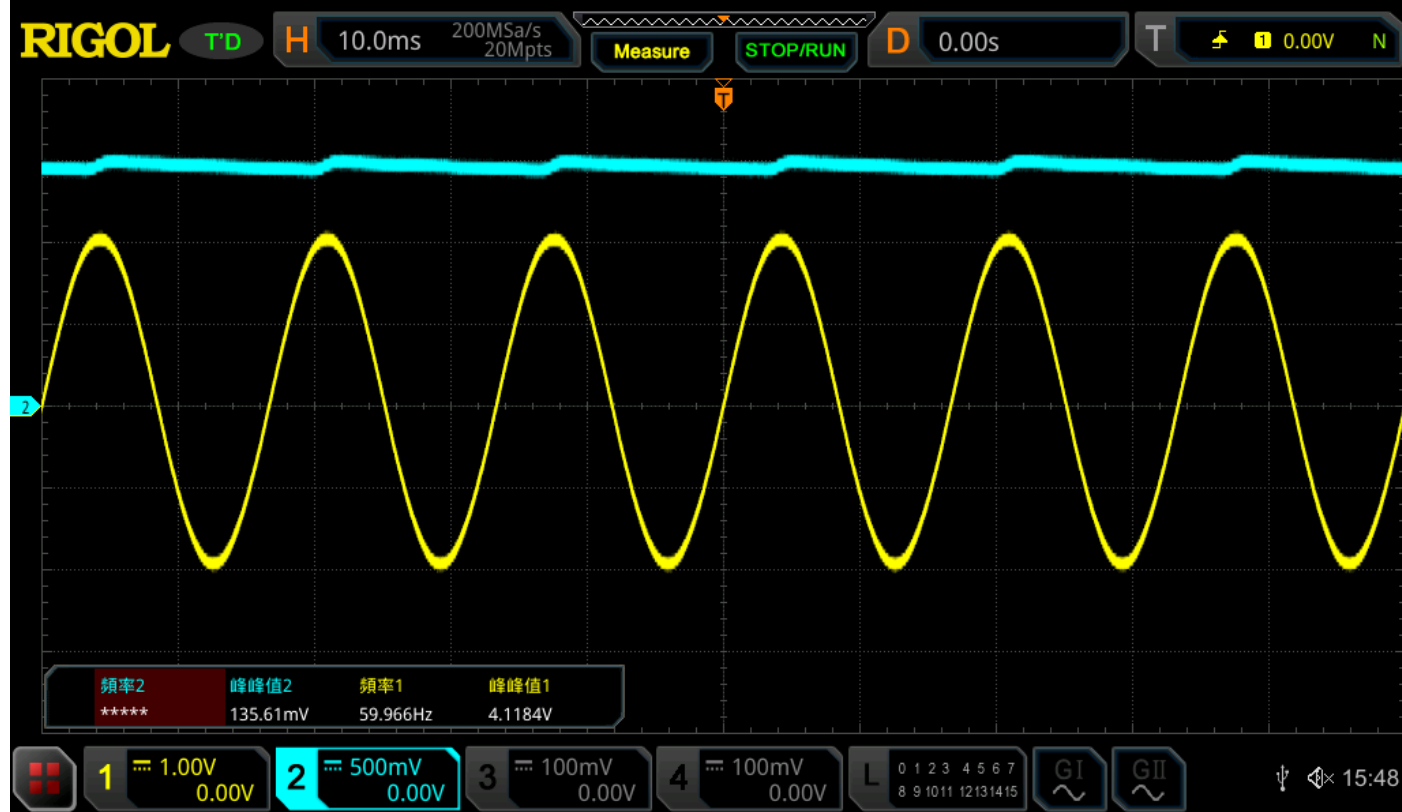 RIGOL T'D H 10.0ms 200MSa/s 20Mpts Measure STOP/RUN D 0.00s T 1 0.00V N
T
2
頻率2 峰峰值2 頻率1 峰峰值1
***** 135.61mV 59.966Hz 4.1184V
1 1.00V 0.00V 2 500mV 0.00V 3 100mV 0.00V 4 100mV 0.00V L 0 1 2 3 4 5 6 7 8 9 10 11 12 13 14 15 GI GII 15:48